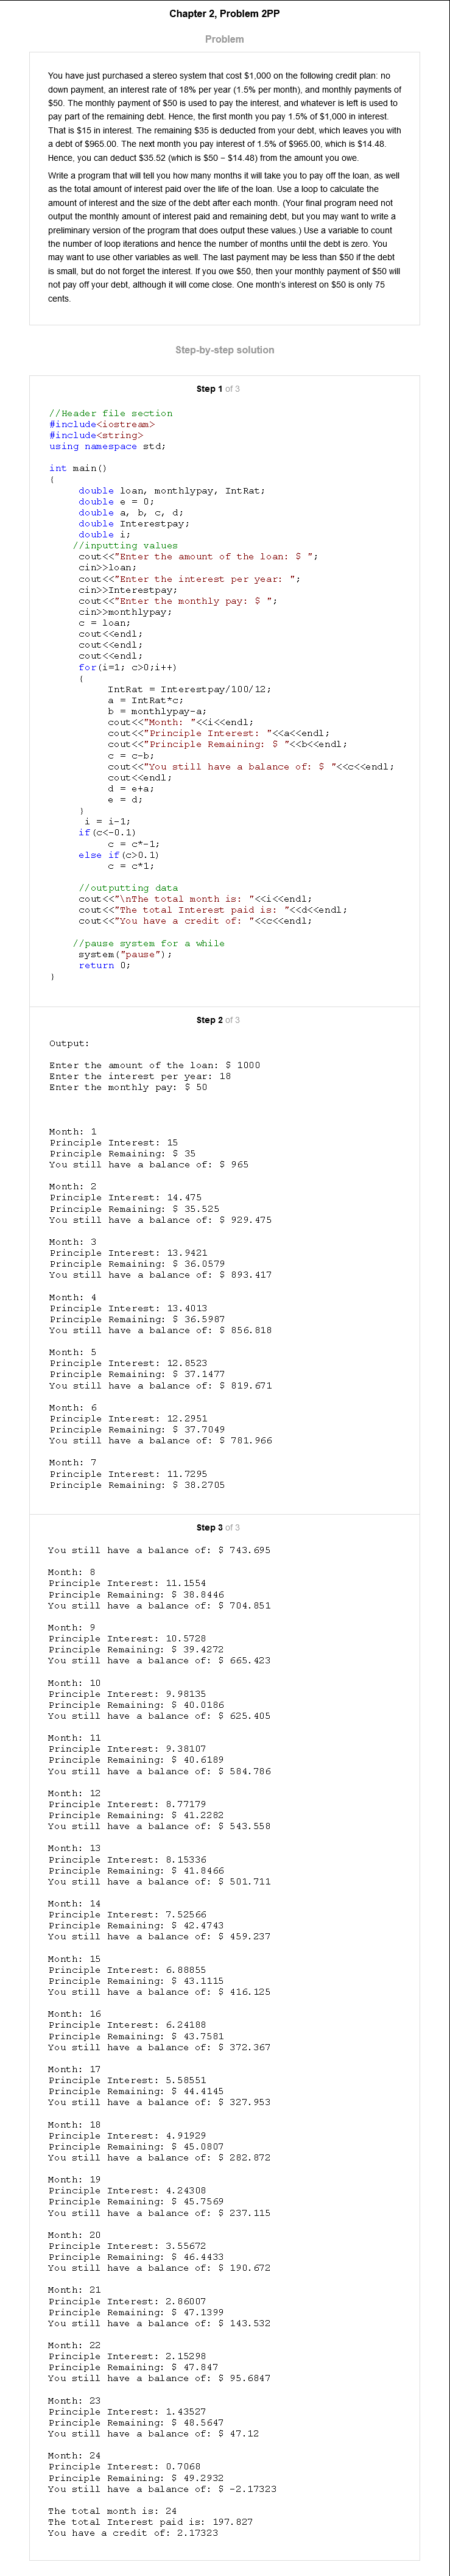 Chapter 2, Problem 2PP
Problem
You have just purchased a stereo system that cost $1,000 on the following credit plan: no
down payment, an interest rate of 18% per year (1.5% per month), and monthly payments of
$50. The monthly payment of $50 is used to pay the interest, and whatever is left is used to
pay part of the remaining debt. Hence, the first month you pay 1.5% of $1,000 in interest.
That is $15 in interest. The remaining $35 is deducted from your debt, which leaves you with
a debt of $965.00. The next month you pay interest of 1.5% of $965.00, which is $14.48.
Hence, you can deduct $35.52 (which is $50 – $14.48) from the amount you owe.
Write a program that will tell you how many months it will take you to pay off the loan, as well
as the total amount of interest paid over the life of the loan. Use a loop to calculate the
amount of interest and the size of the debt after each month. (Your final program need not
output the monthly amount of interest paid and remaining debt, but you may want to write a
preliminary version of the program that does output these values.) Use a variable to count
the number of loop iterations and hence the number of months until the debt is zero. You
may want to use other variables as well. The last payment may be less than $50 if the debt
is small, but do not forget the interest. If you owe $50, then your monthly payment of $50 will
not pay off your debt, although it will come close. One month's interest on $50 is only 75
cents.
Step-by-step solution
Step 1 of 3
//Header file section
#include<iostream>
#include<string>
using namespace std;
int main()
{
double loan, monthlypay, IntRat;
double e = 0;
double a, b, c, d;
double Interestpay;
double i;
//inputting values
cout<<"Enter the amount of the loan: $ ";
cin>>loan;
cout<<"Enter the interest per year: ";
cin>>Interestpay;
cout<<"Enter the monthly pay: $ ";
cin>>monthlypay;
c = loan;
cout<<endl;
cout<<endl;
cout<<endl;
for(i=1; c>0;i++)
{
IntRat = Interestpay/100/12;
a = IntRat*c;
b = monthlypay-a;
cout<<"Month: "<<i<<endl;
cout<<"Principle Interest: "<<a<<endl;
cout<<"Principle Remaining: $ "<<b<<endl;
c = c-b;
cout<<"You still have a balance of: $ "<<c<<endl;
cout<<endl;
d = e+a;
e = d;
}
i = i-1;
if(c<-0.1)
c = c*-1;
else if(c>0.1)
c = c*1;
//outputting data
cout<<"\nThe total month is: "<<i<<endl;
cout<<"The total Interest paid is: "<<d<<endl;
cout<<"You have a credit of: "<<c<<endl;
//pause system for a while
system("pause");
return 0;
}
Step 2 of 3
Output:
Enter the amount of the loan: $ 1000
Enter the interest per year: 18
Enter the monthly pay: $ 50
Month: 1
Principle Interest: 15
Principle Remaining: $ 35
You still have a balance of: $ 965
Month: 2
Principle Interest: 14.475
Principle Remaining: $ 35.525
You still have a balance of: $ 929.475
Month: 3
Principle Interest: 13.9421
Principle Remaining: $ 36.0579
You still have a balance of: $ 893.417
Month: 4
Principle Interest: 13.4013
Principle Remaining: $ 36.5987
You still have a balance of: $ 856.818
Month: 5
Principle Interest: 12.8523
Principle Remaining: $ 37.1477
You still have a balance of: $ 819.671
Month: 6
Principle Interest: 12.2951
Principle Remaining: $ 37.7049
You still have a balance of: $ 781.966
Month: 7
Principle Interest: 11.7295
Principle Remaining: $ 38.2705
Step 3 of 3
You still have a balance of: $ 743.695
Month: 8
Principle Interest: 11.1554
Principle Remaining: $ 38.8446
You still have a balance of: $ 704.851
Month: 9
Principle Interest: 10.5728
Principle Remaining: $ 39.4272
You still have a balance of: $ 665.423
Month: 10
Principle Interest: 9.98135
Principle Remaining: $ 40.0186
You still have a balance of: $ 625.405
Month: 11
Principle Interest: 9.38107
Principle Remaining: $ 40.6189
You still have a balance of: $ 584.786
Month: 12
Principle Interest: 8.77179
Principle Remaining: $ 41.2282
You still have a balance of: $ 543.558
Month: 13
Principle Interest: 8.15336
Principle Remaining: $ 41.8466
You still have a balance of: $ 501.711
Month: 14
Principle Interest: 7.52566
Principle Remaining: $ 42.4743
You still have a balance of: $ 459.237
Month: 15
Principle Interest: 6.88855
Principle Remaining: $ 43.1115
You still have a balance of: $ 416.125
Month: 16
Principle Interest: 6.24188
Principle Remaining: $ 43.7581
You still have a balance of: $ 372.367
Month: 17
Principle Interest: 5.58551
Principle Remaining: $ 44.4145
You still have a balance of: $ 327.953
Month: 18
Principle Interest: 4.91929
Principle Remaining: $ 45.0807
You still have a balance of: $ 282.872
Month: 19
Principle Interest: 4.24308
Principle Remaining: $ 45.7569
You still have a balance of: $ 237.115
Month: 20
Principle Interest: 3.55672
Principle Remaining: $ 46.4433
You still have a balance of: $ 190.672
Month: 21
Principle Interest: 2.86007
Principle Remaining: $ 47.1399
You still have a balance of: $ 143.532
Month: 22
Principle Interest: 2.15298
Principle Remaining: $ 47.847
You still have a balance of: $ 95.6847
Month: 23
Principle Interest: 1.43527
Principle Remaining: $ 48.5647
You still have a balance of: $ 47.12
Month: 24
Principle Interest: 0.7068
Principle Remaining: $ 49.2932
You still have a balance of: $ -2.17323
The total month is: 24
The total Interest paid is: 197.827
You have a credit of: 2.17323